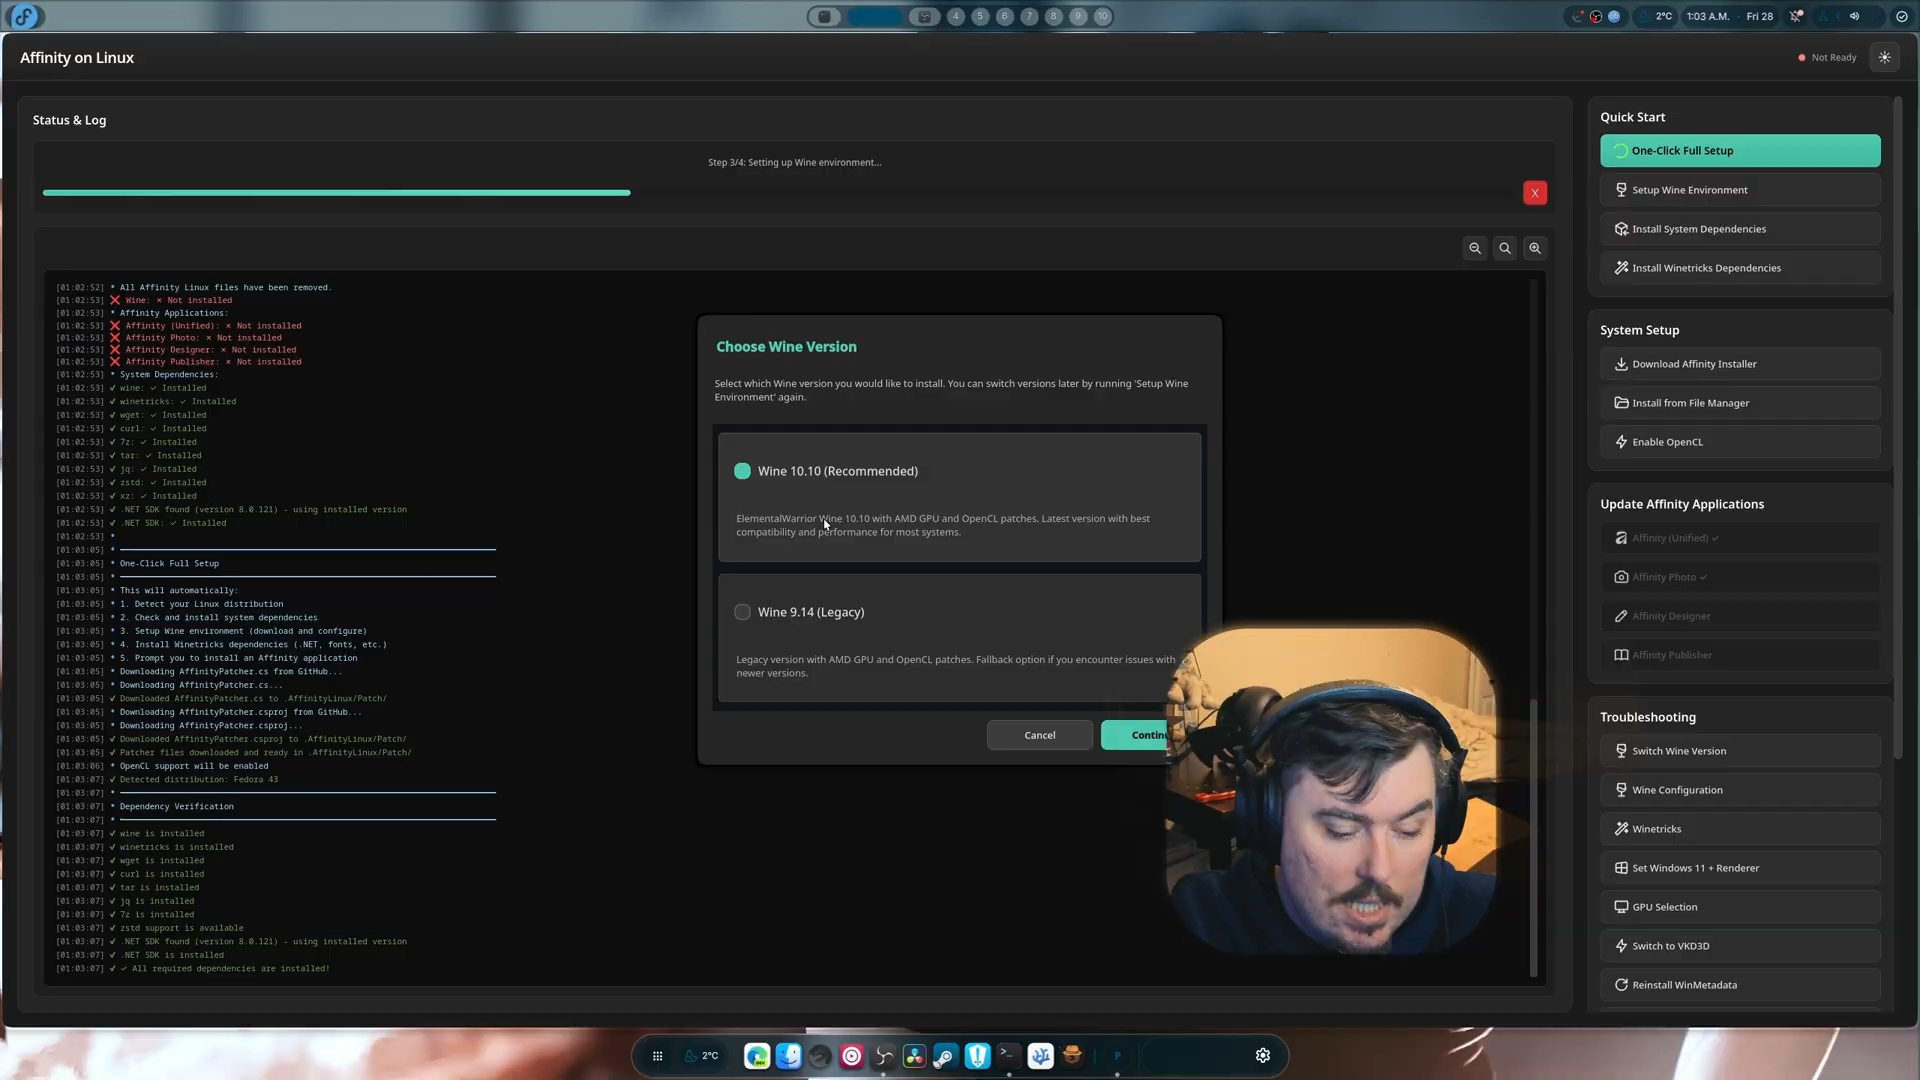 4
5
6
7
8
9
10
2°C
1:03 A.M.
Fri 28
Affinity on Linux
Not Ready
Status & Log
Step 3/4: Setting up Wine environment...
X
[01:02:52] • All Affinity Linux files have been removed.
[01:02:53] ❌ Wine: ✗ Not installed
[01:02:53] • Affinity Applications:
[01:02:53] ❌ Affinity (Unified): ✗ Not installed
[01:02:53] ❌ Affinity Photo: ✗ Not installed
[01:02:53] ❌ Affinity Designer: ✗ Not installed
[01:02:53] ❌ Affinity Publisher: ✗ Not installed
[01:02:53] • System Dependencies:
[01:02:53] ✓ wine: ✓ Installed
[01:02:53] ✓ winetricks: ✓ Installed
[01:02:53] ✓ wget: ✓ Installed
[01:02:53] ✓ curl: ✓ Installed
[01:02:53] ✓ 7z: ✓ Installed
[01:02:53] ✓ tar: ✓ Installed
[01:02:53] ✓ jq: ✓ Installed
[01:02:53] ✓ zstd: ✓ Installed
[01:02:53] ✓ xz: ✓ Installed
[01:02:53] ✓ .NET SDK found (version 8.0.121) - using installed version
[01:02:53] ✓ .NET SDK: ✓ Installed
[01:02:53] •
[01:03:05] •
[01:03:05] • One-Click Full Setup
[01:03:05] •
[01:03:05] • This will automatically:
[01:03:05] • 1. Detect your Linux distribution
[01:03:05] • 2. Check and install system dependencies
[01:03:05] • 3. Setup Wine environment (download and configure)
[01:03:05] • 4. Install Winetricks dependencies (.NET, fonts, etc.)
[01:03:05] • 5. Prompt you to install an Affinity application
[01:03:05] • Downloading AffinityPatcher.cs from GitHub...
[01:03:05] • Downloading AffinityPatcher.cs...
[01:03:05] ✓ Downloaded AffinityPatcher.cs to .AffinityLinux/Patch/
[01:03:05] • Downloading AffinityPatcher.csproj from GitHub...
[01:03:05] • Downloading AffinityPatcher.csproj...
[01:03:05] ✓ Downloaded AffinityPatcher.csproj to .AffinityLinux/Patch/
[01:03:05] ✓ Patcher files downloaded and ready in .AffinityLinux/Patch/
[01:03:06] • OpenCL support will be enabled
[01:03:07] ✓ Detected distribution: Fedora 43
[01:03:07] •
[01:03:07] • Dependency Verification
[01:03:07] •
[01:03:07] ✓ wine is installed
[01:03:07] ✓ winetricks is installed
[01:03:07] ✓ wget is installed
[01:03:07] ✓ curl is installed
[01:03:07] ✓ tar is installed
[01:03:07] ✓ jq is installed
[01:03:07] ✓ 7z is installed
[01:03:07] ✓ zstd support is available
[01:03:07] ✓ .NET SDK found (version 8.0.121) - using installed version
[01:03:07] ✓ .NET SDK is installed
[01:03:07] ✓ ✓ All required dependencies are installed!
Choose Wine Version
Select which Wine version you would like to install. You can switch versions later by running 'Setup Wine
Environment' again.
Wine 10.10 (Recommended)
ElementalWarrior Wine 10.10 with AMD GPU and OpenCL patches. Latest version with best
compatibility and performance for most systems.
Wine 9.14 (Legacy)
Legacy version with AMD GPU and OpenCL patches. Fallback option if you encounter issues with
newer versions.
Cancel
Contin
Quick Start
One-Click Full Setup
Setup Wine Environment
Install System Dependencies
Install Winetricks Dependencies
System Setup
Download Affinity Installer
Install from File Manager
Enable OpenCL
Update Affinity Applications
Affinity (Unified) ✓
Affinity Photo ✓
Affinity Designer
Affinity Publisher
Troubleshooting
Switch Wine Version
Wine Configuration
Winetricks
Set Windows 11 + Renderer
GPU Selection
Switch to VKD3D
Reinstall WinMetadata
2°C
P